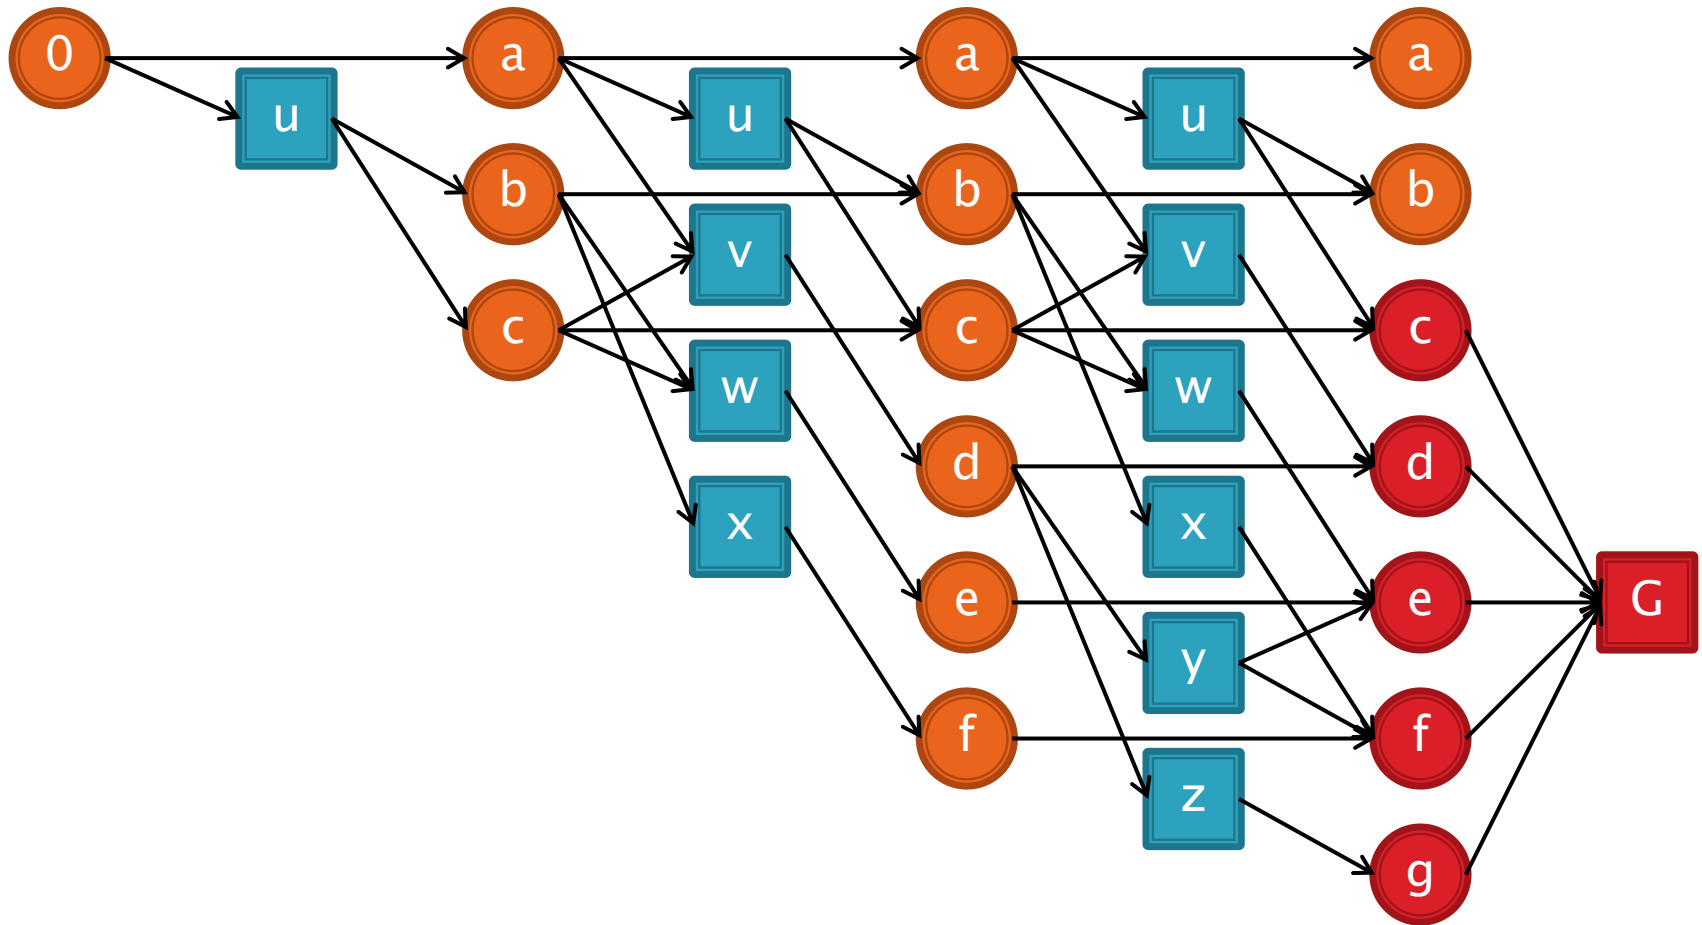 0 a a a
u u u
b b b
v v
c c c
w w
d d
x x
e e G
y
f f
z
g